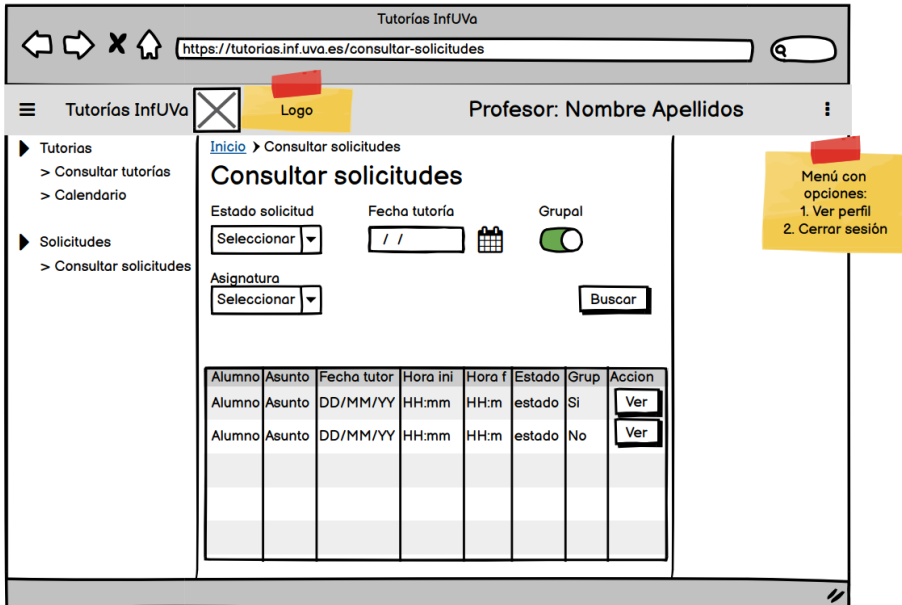 Tutorías InfUVa
https://tutorias.inf.uva.es/consultar-solicitudes
Tutorías InfUVa
Logo
Profesor: Nombre Apellidos
Tutorias
> Consultar tutorías
> Calendario
Solicitudes
> Consultar solicitudes
Inicio > Consultar solicitudes
Consultar solicitudes
Estado solicitud Fecha tutoría Grupal
Seleccionar / /
Asignatura
Seleccionar Buscar
Alumno Asunto Fecha tutor Hora ini Hora f Estado Grup Accion
Alumno Asunto DD/MM/YY HH:mm HH:m estado Si Ver
Alumno Asunto DD/MM/YY HH:mm HH:m estado No Ver
Menú con
opciones:
1. Ver perfil
2. Cerrar sesión